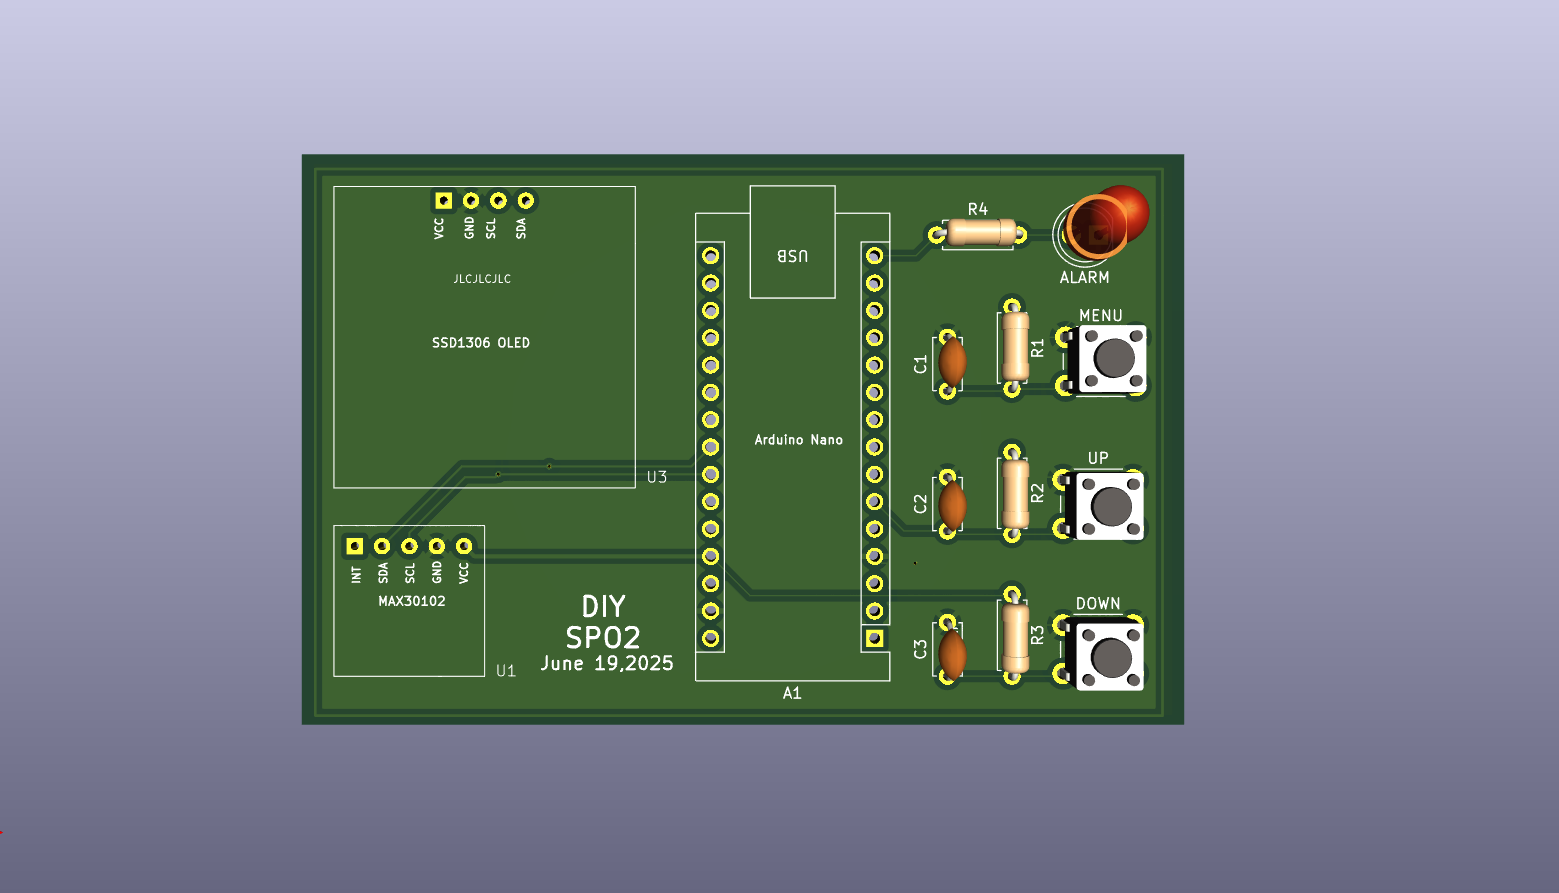 VCC
GND
SCL
SDA
JLCJLCJLC
SSD1306 OLED
U3
INT
SDA
SCL
GND
VCC
MAX30102
U1
DIY
SPO2
June 19,2025
USB
Arduino Nano
A1
R4
ALARM
MENU
C1
R1
UP
C2
R2
DOWN
C3
R3